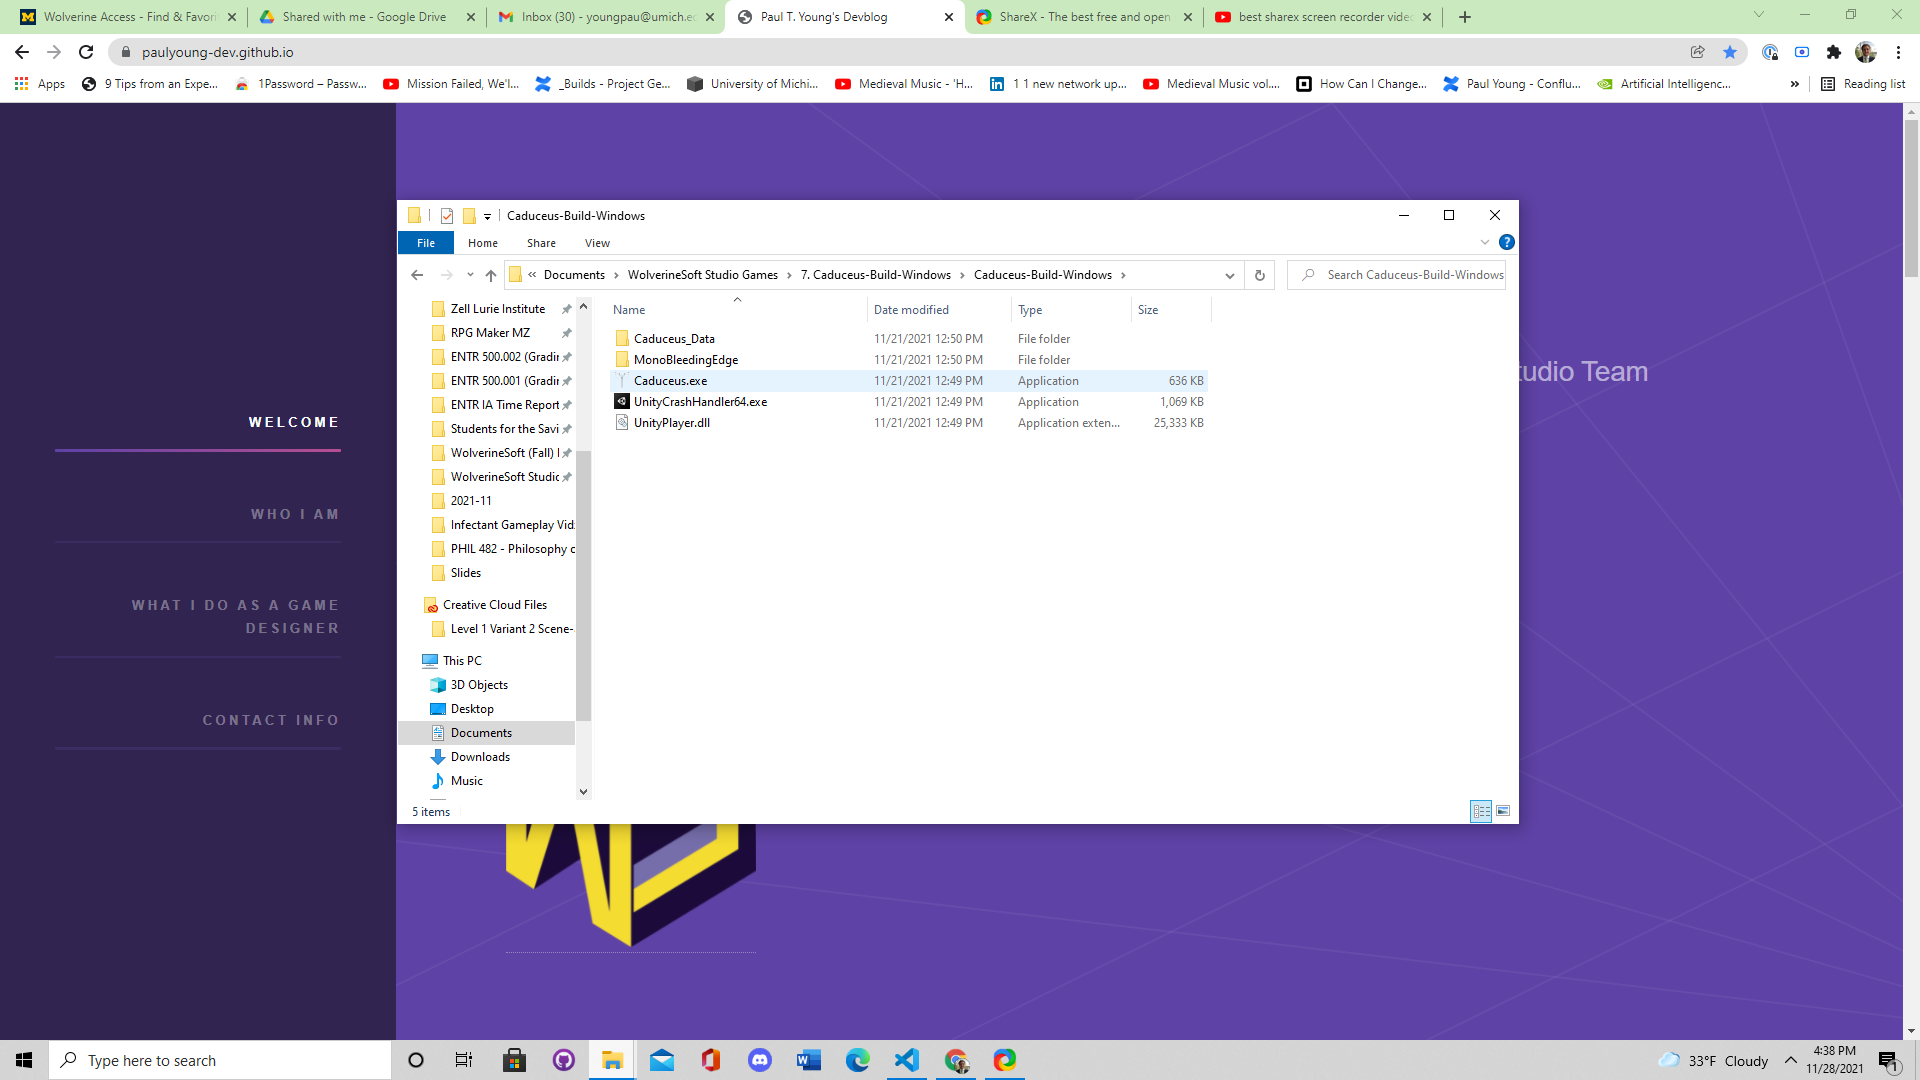 Wolverine Access - Find & Favori
Shared with me - Google Drive
Inbox (30) - youngpau@umich.e
Paul T. Young's Devblog
ShareX - The best free and open
best sharex screen recorder vide
paulyoung-dev.github.io
Apps
9 Tips from an Expe...
1Password – Passw...
Mission Failed, We'l...
_Builds - Project Ge...
University of Michi...
Medieval Music - 'H...
1 1 new network up...
Medieval Music vol....
How Can I Change...
Paul Young - Conflu...
Artificial Intelligenc...
»
Reading list
Caduceus-Build-Windows
File
Home
Share
View
« Documents › WolverineSoft Studio Games › 7. Caduceus-Build-Windows › Caduceus-Build-Windows ›
Search Caduceus-Build-Windows
Name Date modified Type Size
Caduceus_Data 11/21/2021 12:50 PM File folder
MonoBleedingEdge 11/21/2021 12:50 PM File folder
Caduceus.exe 11/21/2021 12:49 PM Application 636 KB
UnityCrashHandler64.exe 11/21/2021 12:49 PM Application 1,069 KB
UnityPlayer.dll 11/21/2021 12:49 PM Application exten... 25,333 KB
Zell Lurie Institute
RPG Maker MZ
ENTR 500.002 (Gradin
ENTR 500.001 (Gradin
ENTR IA Time Report
Students for the Savi
WolverineSoft (Fall) I
WolverineSoft Studio
2021-11
Infectant Gameplay Vid
PHIL 482 - Philosophy o
Slides
Creative Cloud Files
Level 1 Variant 2 Scene-
This PC
3D Objects
Desktop
Documents
Downloads
Music
5 items
WELCOME
WHO I AM
WHAT I DO AS A GAME
DESIGNER
CONTACT INFO
tudio Team
Type here to search
33°F Cloudy
4:38 PM
11/28/2021
1